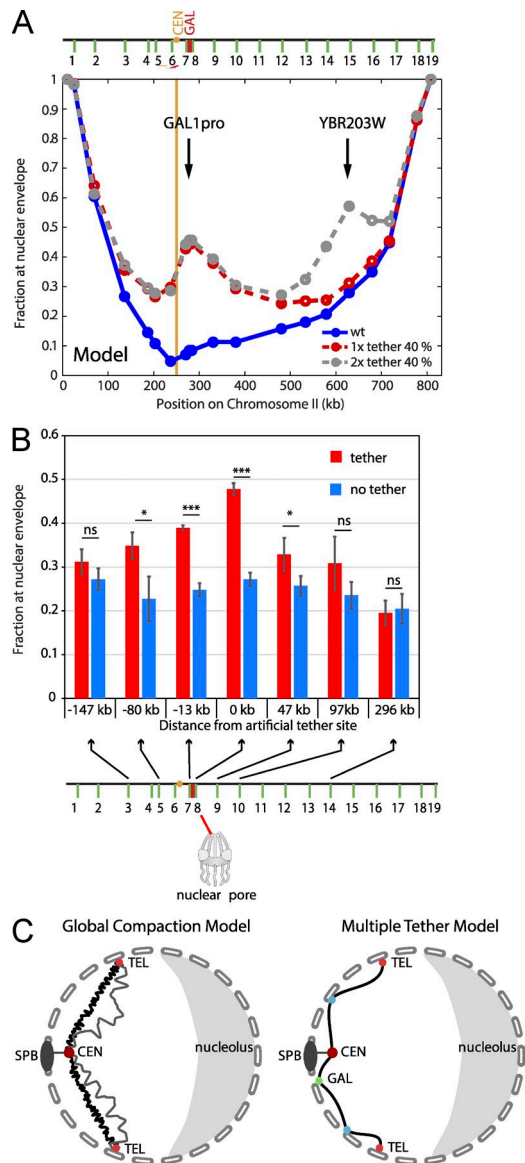 A
CEN
GAL
1 2 3 4 5 6 7 8 9 10 11 12 13 14 15 16 17 18 19
Fraction at nuclear envelope
1
0.9
0.8
0.7
0.6
0.5
0.4
0.3
0.2
0.1
0
GAL1pro
YBR203W
Model
wt
1x tether 40 %
2x tether 40 %
0 100 200 300 400 500 600 700 800
Position on Chromosome II (kb)
B
Fraction at nuclear envelope
0.6
0.5
0.4
0.3
0.2
0.1
0
tether
no tether
ns * *** *** * ns ns
-147 kb -80 kb -13 kb 0 kb 47 kb 97kb 296 kb
Distance from artificial tether site
1 2 3 4 5 6 7 8 9 10 11 12 13 14 15 16 17 18 19
nuclear pore
C
Global Compaction Model
TEL
SPB
CEN
nucleolus
TEL
Multiple Tether Model
TEL
SPB
CEN
nucleolus
GAL
TEL